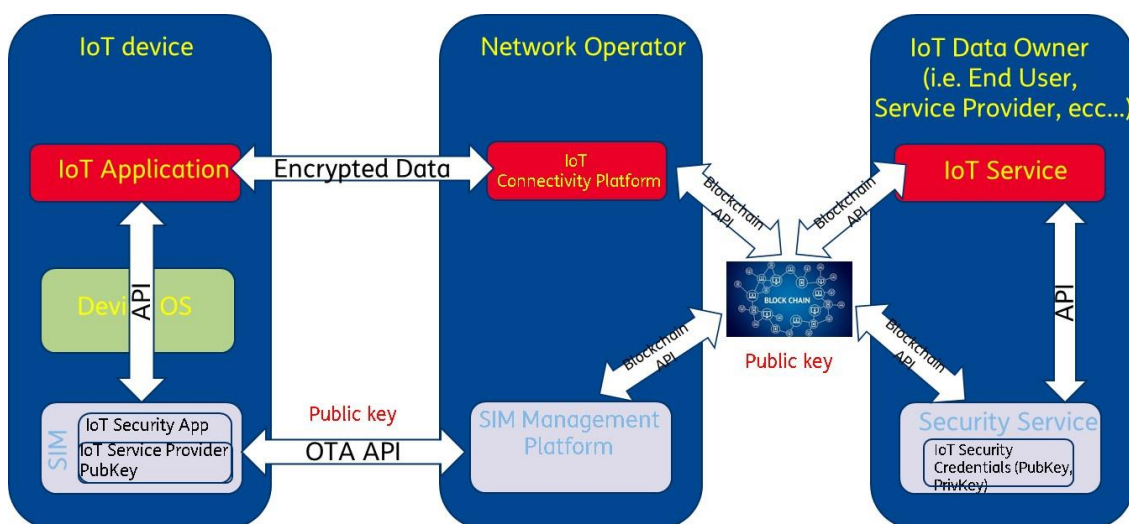 IoT device
Network Operator
IoT Data Owner
(i.e. End User,
Service Provider, ecc...)
IoT Application
Encrypted Data
IoT
Connectivity Platform
Blockchain
API
Blockchain
API
IoT Service
API
Devi OS
BLOCK CHAIN
API
Public key
Blockchain
API
Blockchain
API
Public key
OTA API
SIM
IoT Security App
IoT Service Provider
PubKey
SIM Management
Platform
Security Service
IoT Security
Credentials (PubKey,
PrivKey)